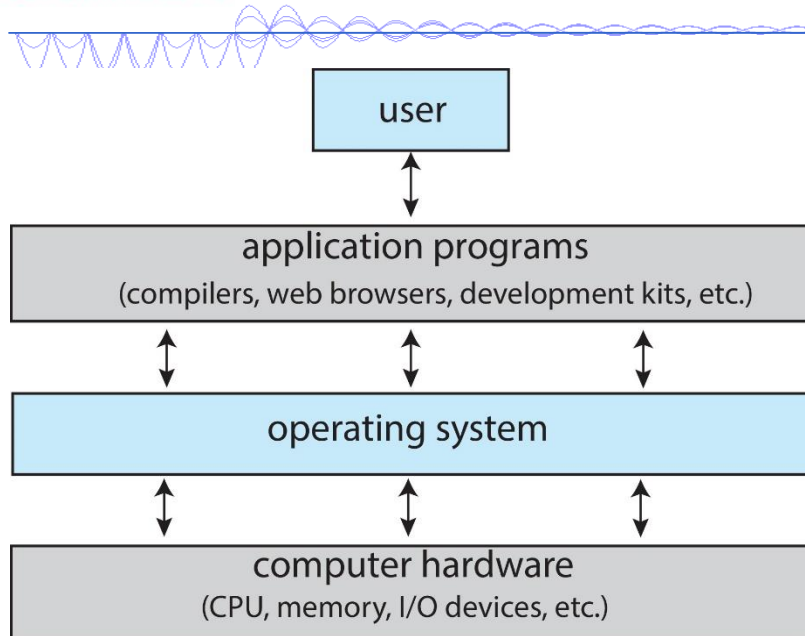 user
application programs
(compilers, web browsers, development kits, etc.)
operating system
computer hardware
(CPU, memory, I/O devices, etc.)